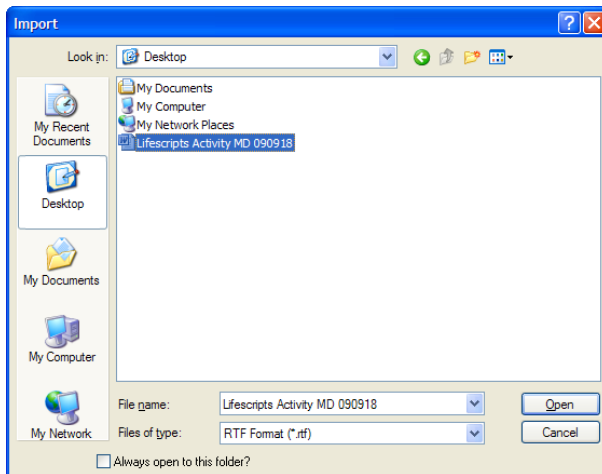 Import
Look in: Desktop
My Recent
Documents
Desktop
My Documents
My Computer
My Network
My Documents
My Computer
My Network Places
Lifescripts Activity MD 090918
File name: Lifescripts Activity MD 090918 Open
Files of type: RTF Format (*.rtf) Cancel
Always open to this folder?